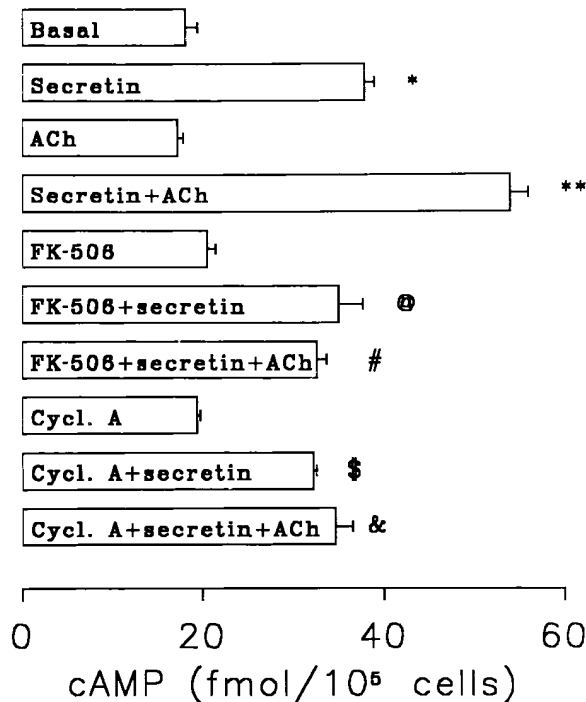 Basal
Secretin *
ACh
Secretin+ACh **
FK-506
FK-506+secretin @
FK-506+secretin+ACh #
Cycl. A
Cycl. A+secretin $
Cycl. A+secretin+ACh &
0 20 40 60
cAMP (fmol/10⁵ cells)